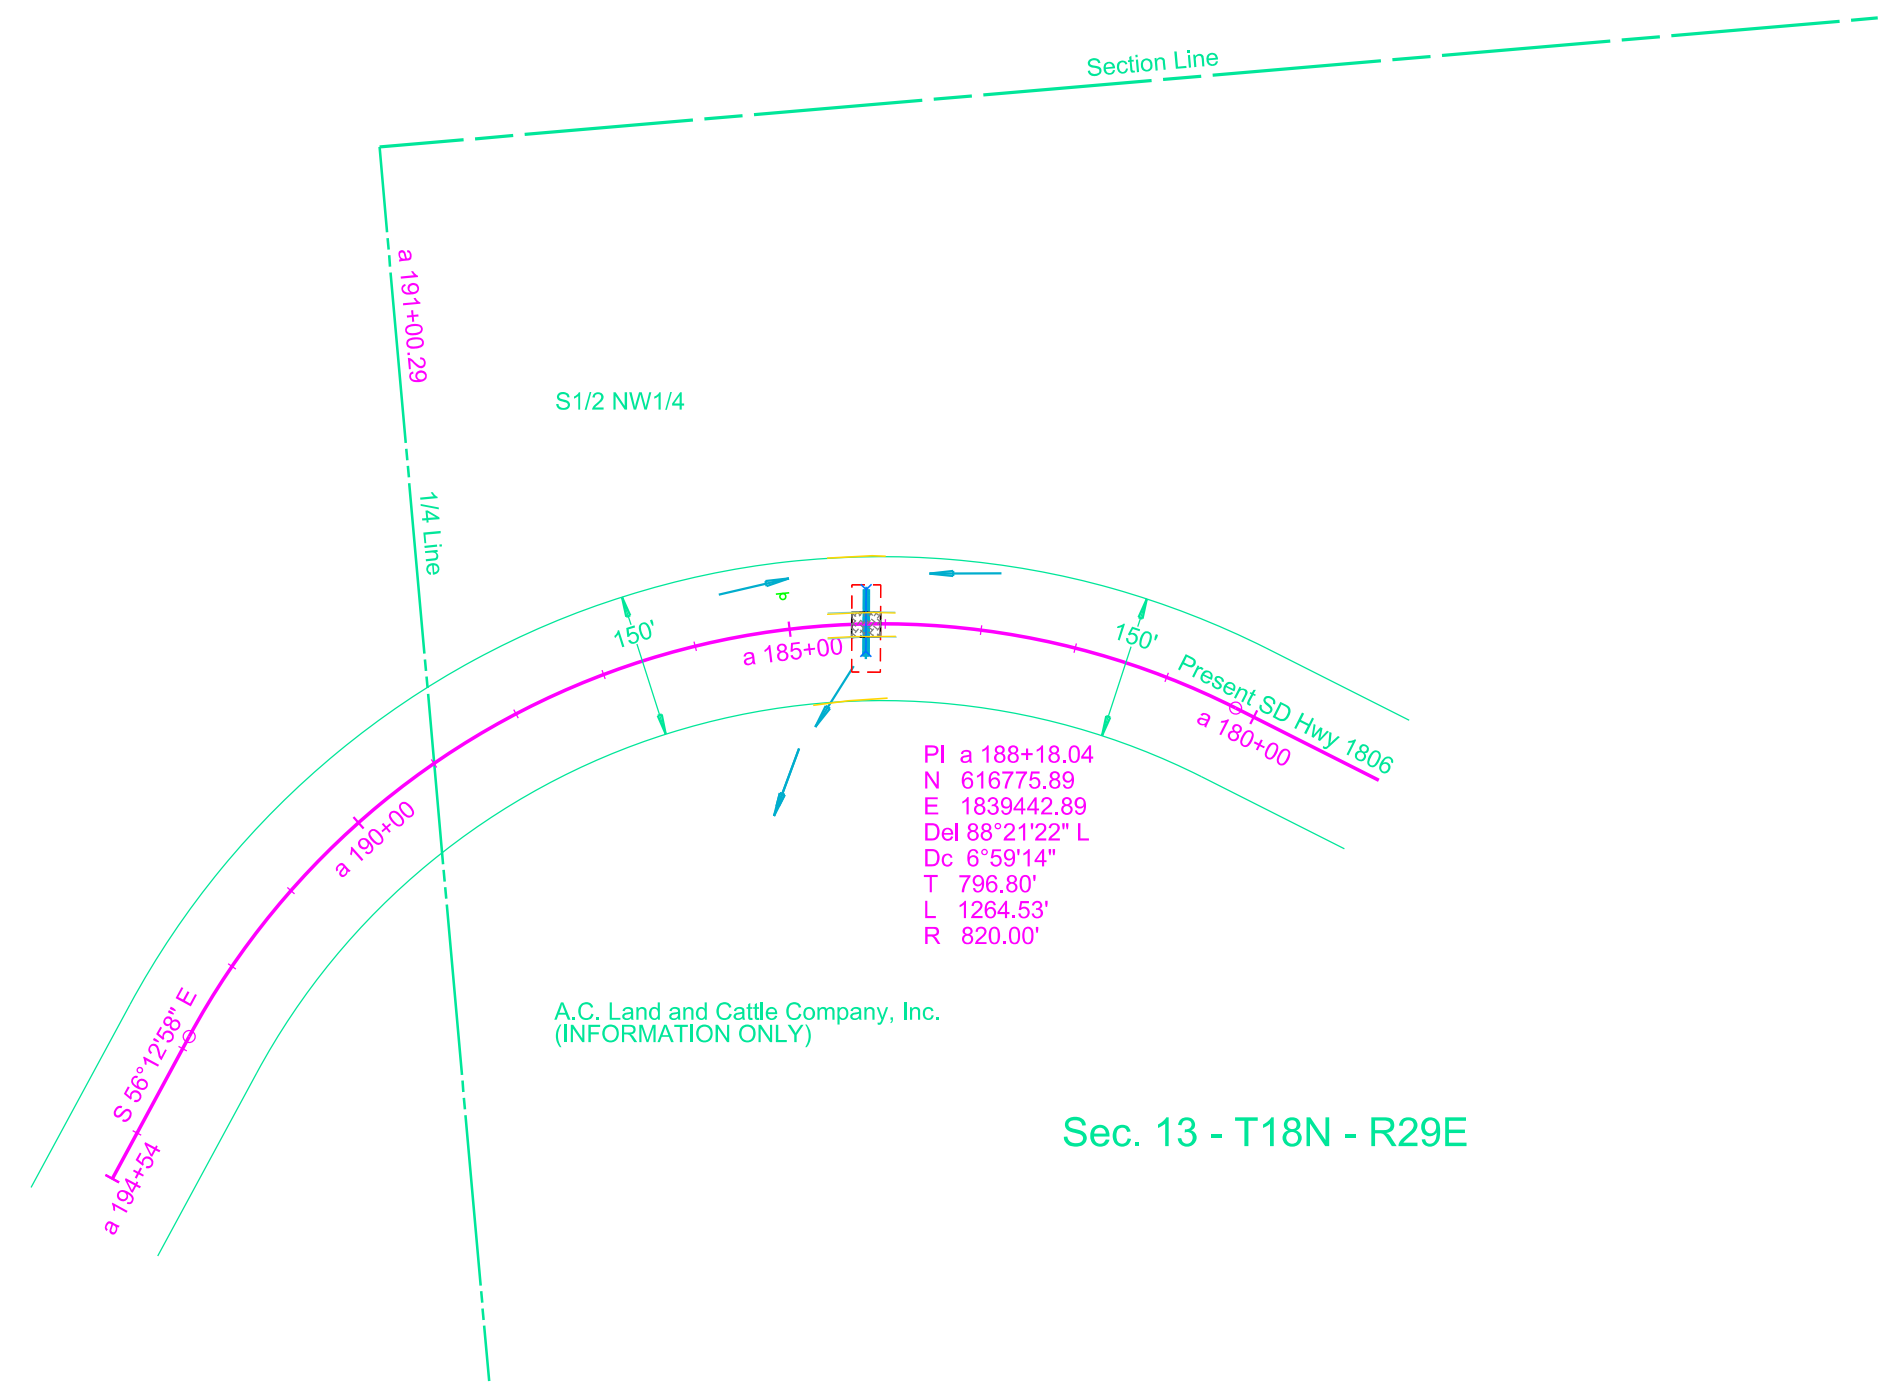 Section Line
a 191+00.29
S1/2 NW1/4
1/4 Line
150'
a 185+00
150'
Present SD Hwy 1806
a 180+00
PI a 188+18.04
N 616775.89
E 1839442.89
Del 88°21'22" L
Dc 6°59'14"
T 796.80'
L 1264.53'
R 820.00'
a 190+00
S 56°12'58" E
a 194+54
A.C. Land and Cattle Company, Inc.
(INFORMATION ONLY)
Sec. 13 - T18N - R29E